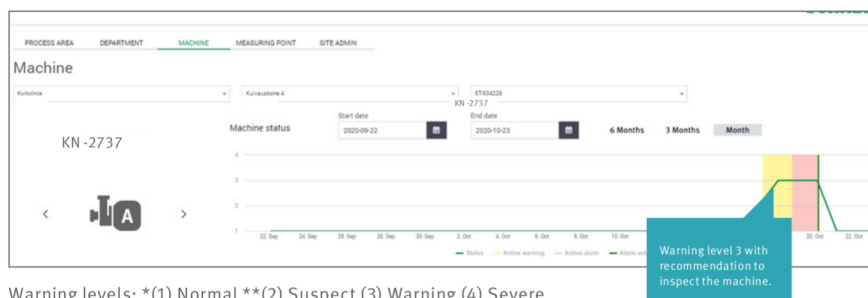 PROCESS AREA DEPARTMENT MACHINE MEASURING POINT SITE ADMIN
Machine
Kuitulinja Kuivauskone 4 ST-534228
KN -2737
Start date End date
Machine status 2020-09-22 2020-10-23 6 Months 3 Months Month
KN -2737
4
3
2
1
A
22. Sep 24. Sep 26. Sep 28. Sep 30. Sep 2. Oct 4. Oct 6. Oct 8. Oct 10. Oct 20. Oct 22. Oct
Status Active warning Active alarm Alarm ack
Warning level 3 with
recommendation to
inspect the machine.
Warning levels: *(1) Normal **(2) Suspect (3) Warning (4) Severe